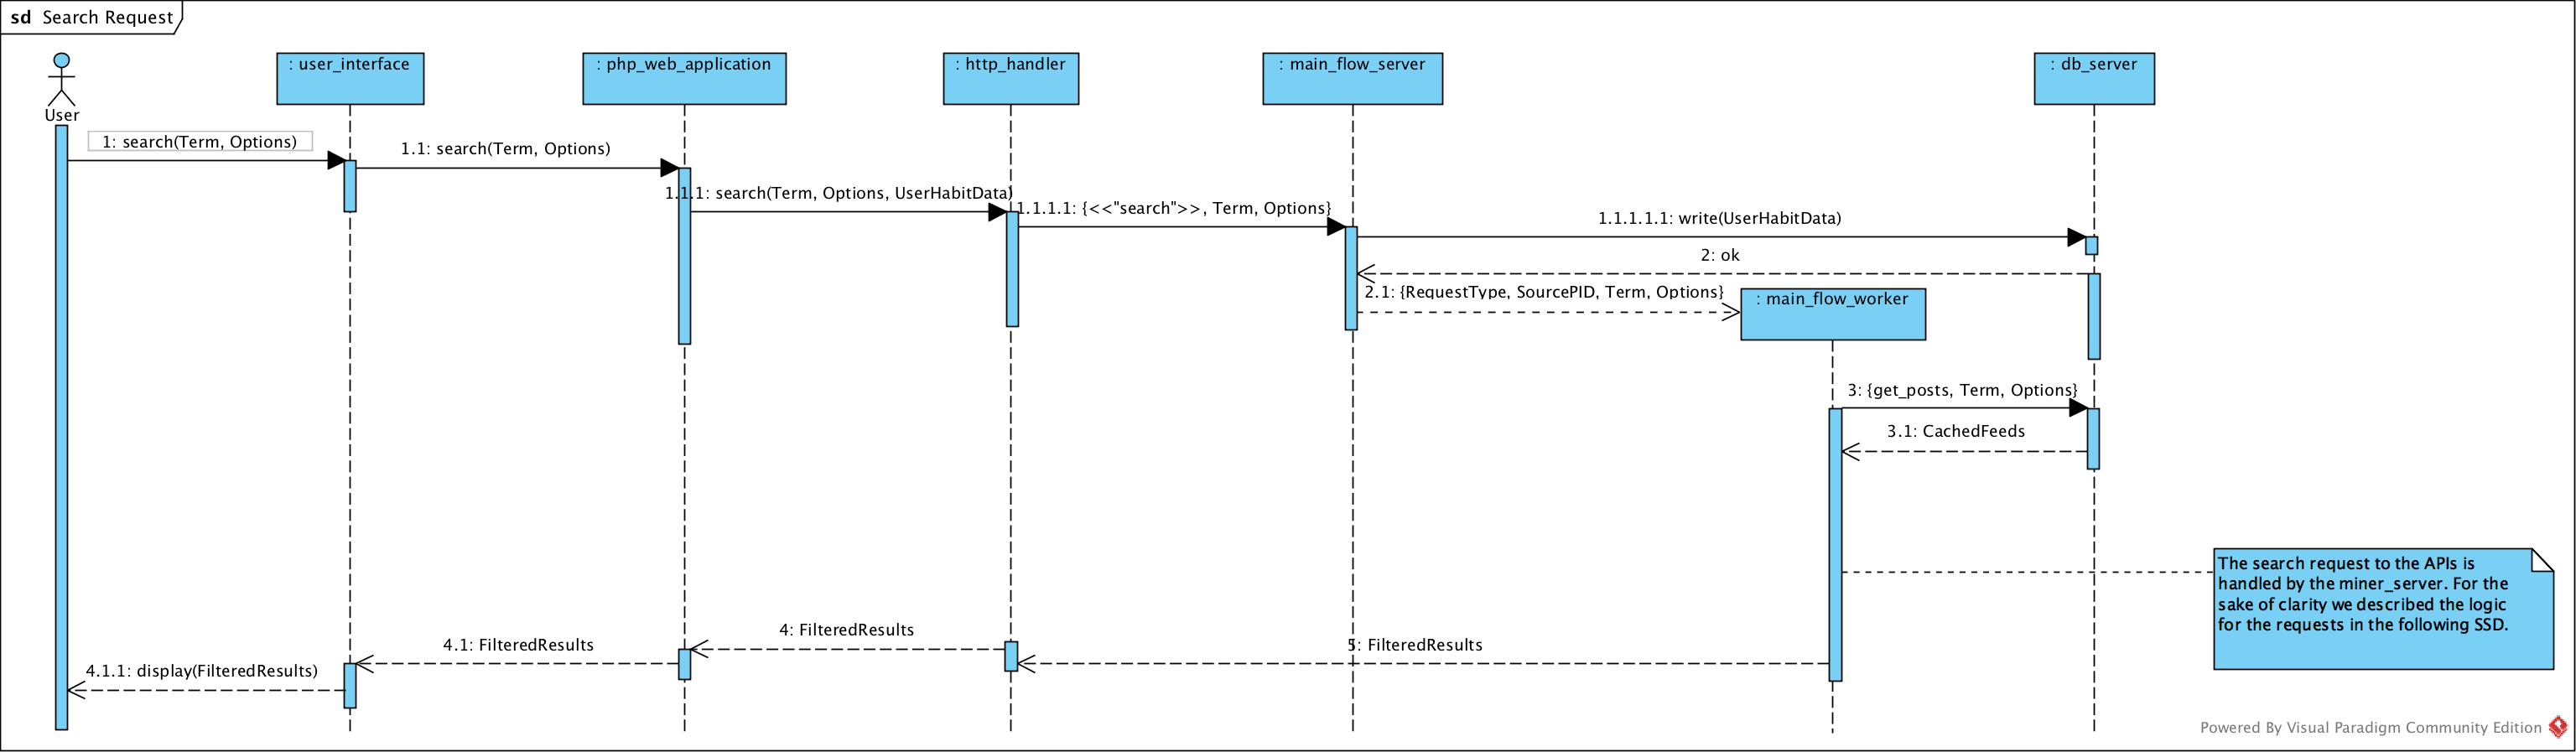 sd Search Request
: user_interface
: php_web_application
: http_handler
: main_flow_server
: db_server
User
1: search(Term, Options)
1.1: search(Term, Options)
1.1.1: search(Term, Options, UserHabitData)
1.1.1.1: {<<"search">>, Term, Options}
1.1.1.1.1: write(UserHabitData)
2: ok
2.1: {RequestType, SourcePID, Term, Options}
: main_flow_worker
3: {get_posts, Term, Options}
3.1: CachedFeeds
The search request to the APIs is
handled by the miner_server. For the
sake of clarity we described the logic
for the requests in the following SSD.
4: FilteredResults
5: FilteredResults
4.1: FilteredResults
4.1.1: display(FilteredResults)
Powered By Visual Paradigm Community Edition